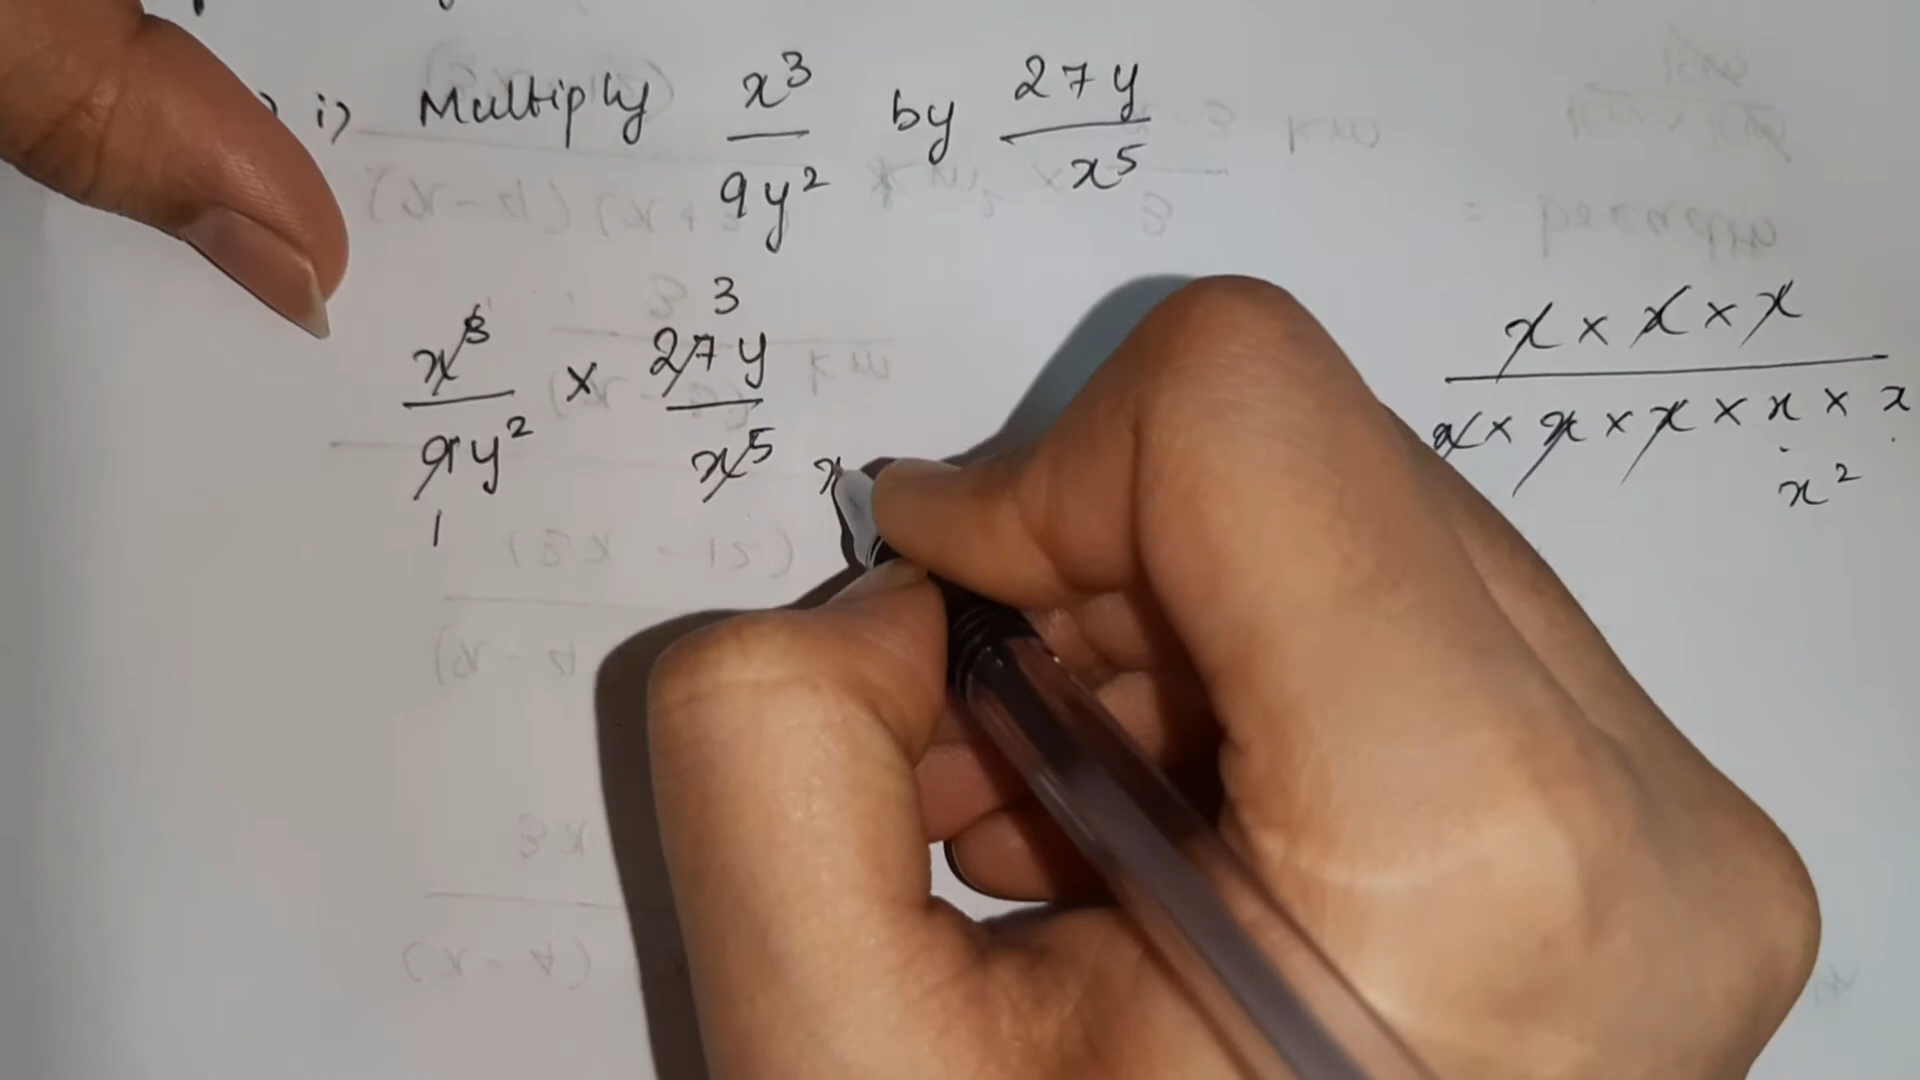 i) Multiply x³/9y² by 27y/x⁵
3
x³/9y² × 27y/x⁵ x
1
x × x × x
x × x × x × x × x
x²